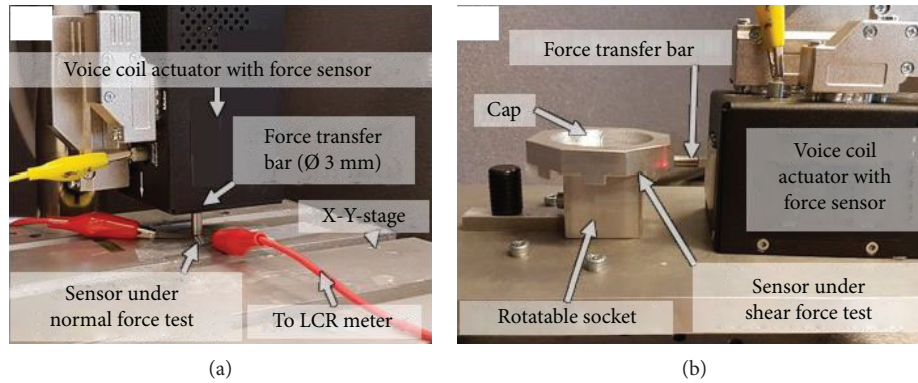 Voice coil actuator with force sensor
Force transfer
bar (Ø 3 mm)
X-Y-stage
Sensor under
normal force test
To LCR meter
(a)
Force transfer bar
Cap
Voice coil
actuator with
force sensor
Rotatable socket
Sensor under
shear force test
(b)